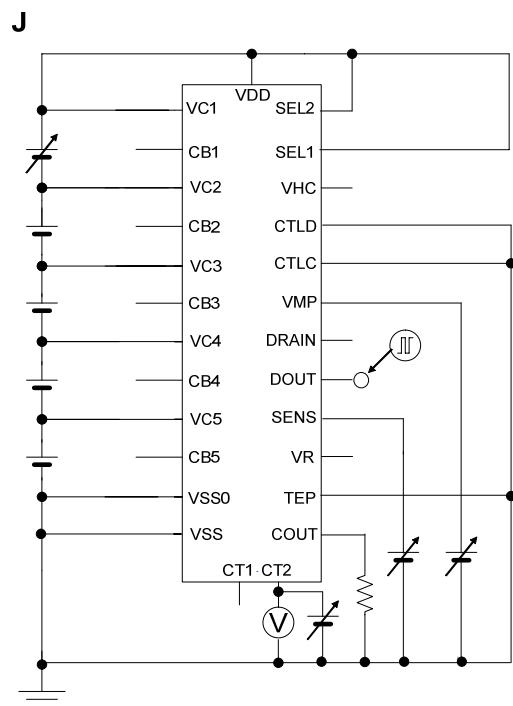 J
VDD
VC1 SEL2
CB1 SEL1
VC2 VHC
CB2 CTLD
VC3 CTLC
CB3 VMP
VC4 DRAIN
CB4 DOUT
VC5 SENS
CB5 VR
VSS0 TEP
VSS COUT
CT1 CT2
V